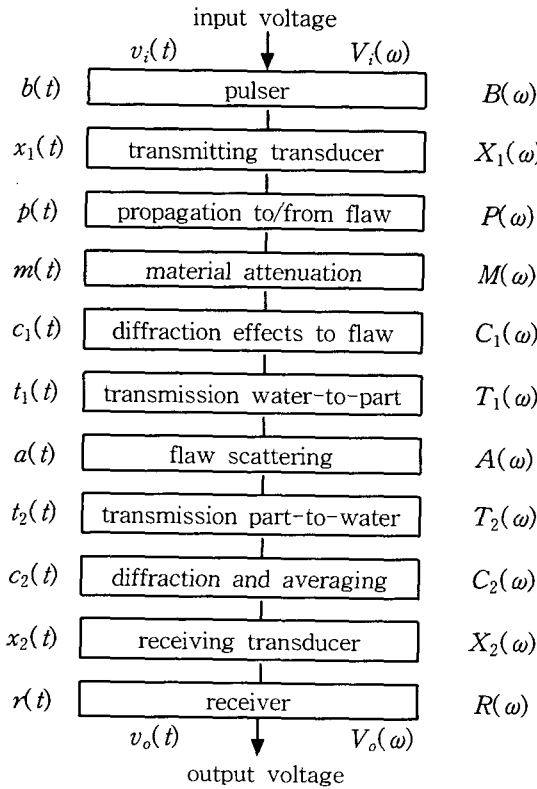 input voltage
v_i(t) V_i(ω)
b(t) pulser B(ω)
x_1(t) transmitting transducer X_1(ω)
p(t) propagation to/from flaw P(ω)
m(t) material attenuation M(ω)
c_1(t) diffraction effects to flaw C_1(ω)
t_1(t) transmission water-to-part T_1(ω)
a(t) flaw scattering A(ω)
t_2(t) transmission part-to-water T_2(ω)
c_2(t) diffraction and averaging C_2(ω)
x_2(t) receiving transducer X_2(ω)
r(t) receiver R(ω)
v_o(t) V_o(ω)
output voltage